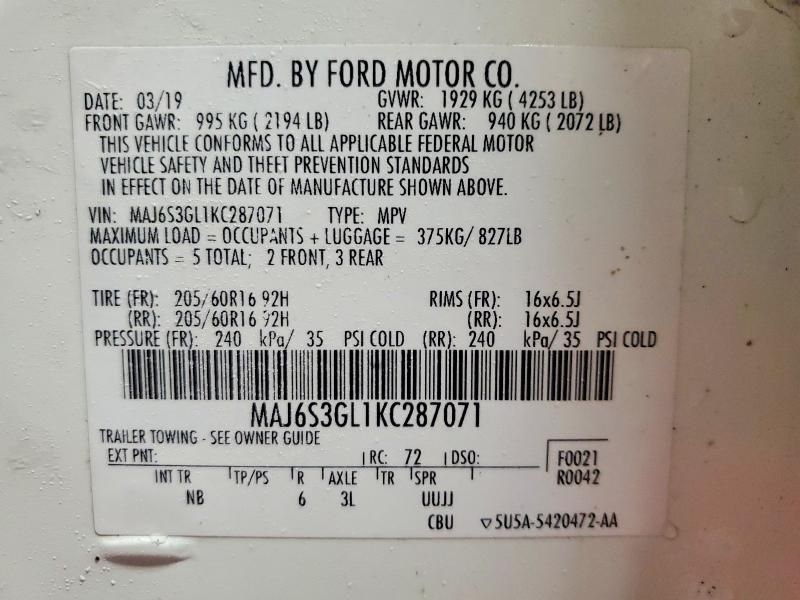 MFD. BY FORD MOTOR CO.
DATE: 03/19 GVWR: 1929 KG ( 4253 LB)
FRONT GAWR: 995 KG ( 2194 LB) REAR GAWR: 940 KG ( 2072 LB)
THIS VEHICLE CONFORMS TO ALL APPLICABLE FEDERAL MOTOR
VEHICLE SAFETY AND THEFT PREVENTION STANDARDS
IN EFFECT ON THE DATE OF MANUFACTURE SHOWN ABOVE.
VIN: MAJ6S3GL1KC287071 TYPE: MPV
MAXIMUM LOAD = OCCUPANTS + LUGGAGE = 375KG/ 827LB
OCCUPANTS = 5 TOTAL; 2 FRONT, 3 REAR
TIRE (FR): 205/60R16 92H RIMS (FR): 16x6.5J
(RR): 205/60R16 92H (RR): 16x6.5J
PRESSURE (FR): 240 kPa/ 35 PSI COLD (RR): 240 kPa/ 35 PSI COLD
MAJ6S3GL1KC287071
TRAILER TOWING - SEE OWNER GUIDE
EXT PNT: RC: 72 DSO: F0021
INT TR TP/PS R AXLE TR SPR R0042
NB 6 3L UUJJ
CBU ▽5U5A-5420472-AA